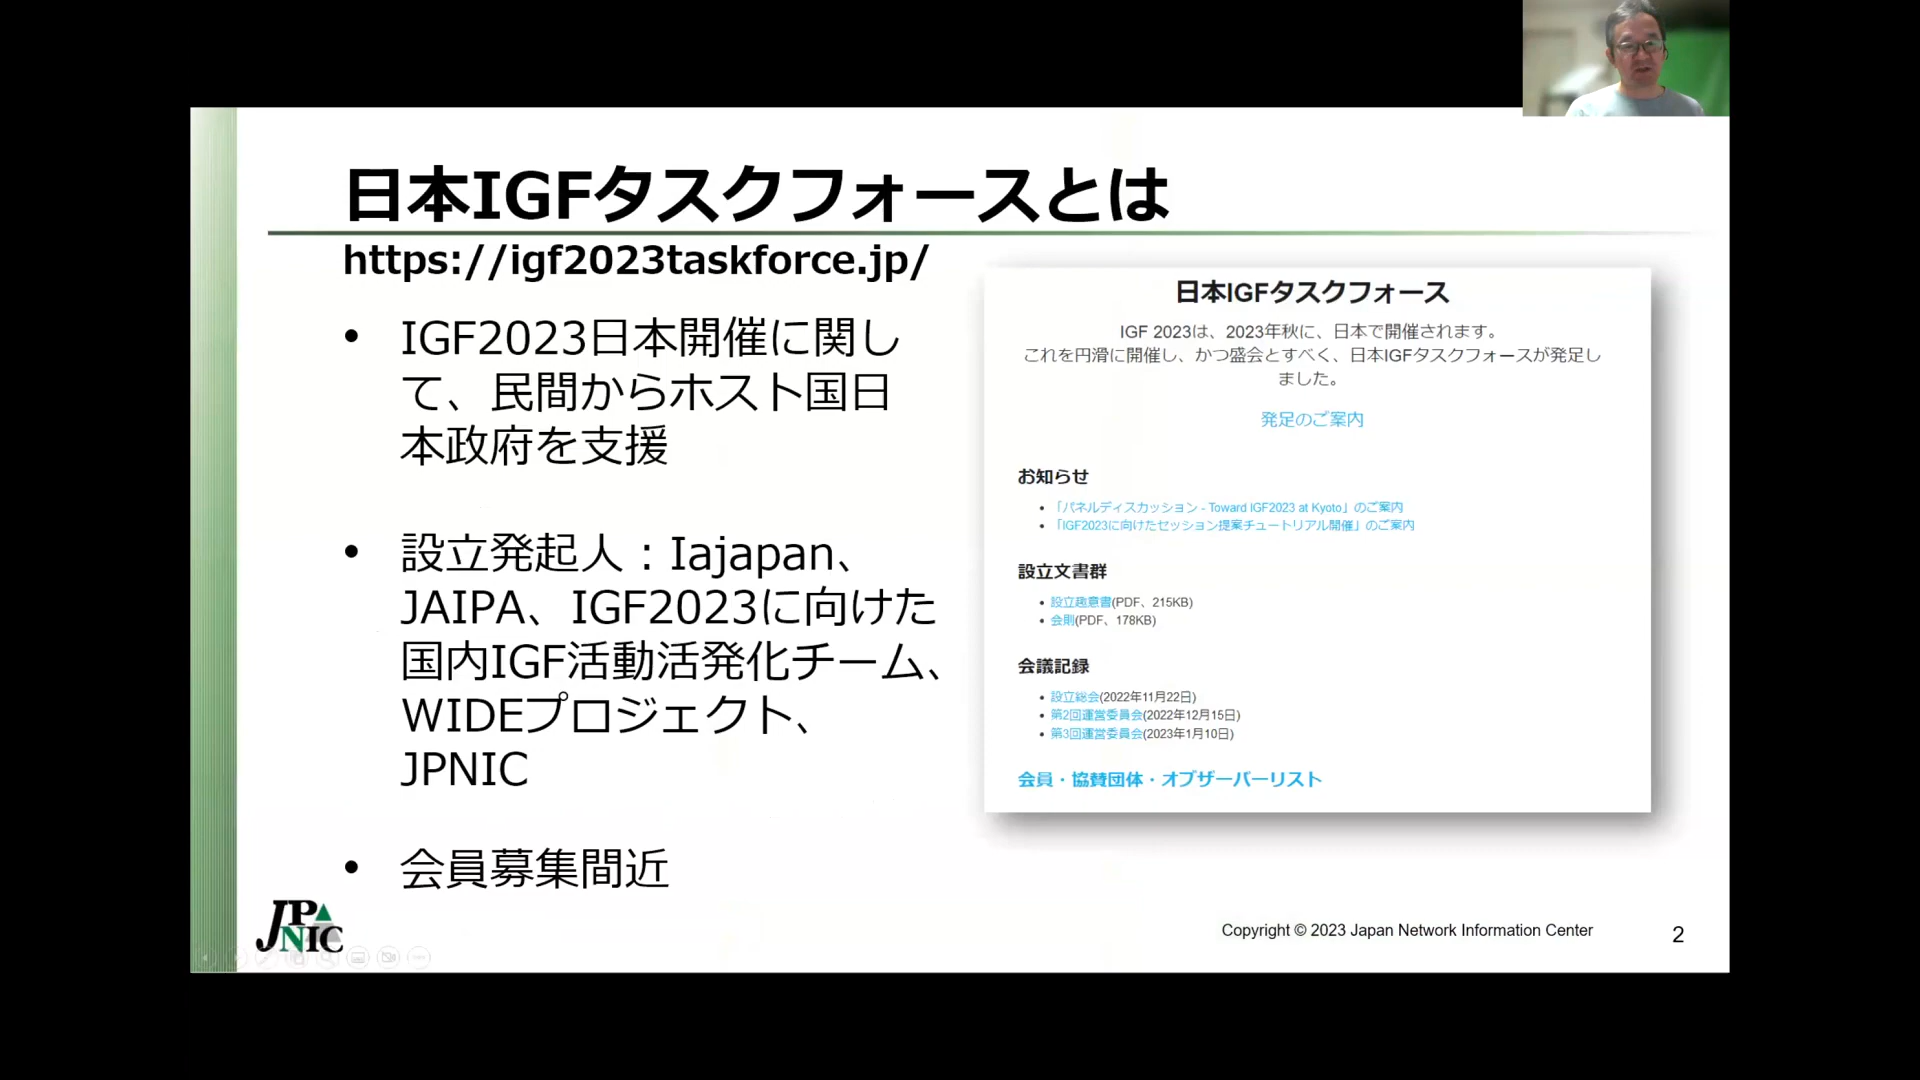 日本IGFタスクフォースとは
https://igf2023taskforce.jp/
• IGF2023日本開催に関し
て、民間からホスト国日
本政府を支援
• 設立発起人：Iajapan、
JAIPA、IGF2023に向けた
国内IGF活動活発化チーム、
WIDEプロジェクト、
JPNIC
• 会員募集間近
日本IGFタスクフォース
IGF 2023は、2023年秋に、日本で開催されます。
これを円滑に開催し、かつ盛会とすべく、日本IGFタスクフォースが発足し
ました。
発足のご案内
お知らせ
• 「パネルディスカッション - Toward IGF2023 at Kyoto」のご案内
• 「IGF2023に向けたセッション提案チュートリアル開催」のご案内
設立文書群
• 設立趣意書(PDF、215KB)
• 会則(PDF、178KB)
会議記録
• 設立総会(2022年11月22日)
• 第2回運営委員会(2022年12月15日)
• 第3回運営委員会(2023年1月10日)
会員・協賛団体・オブザーバーリスト
JPNIC
Copyright © 2023 Japan Network Information Center
2